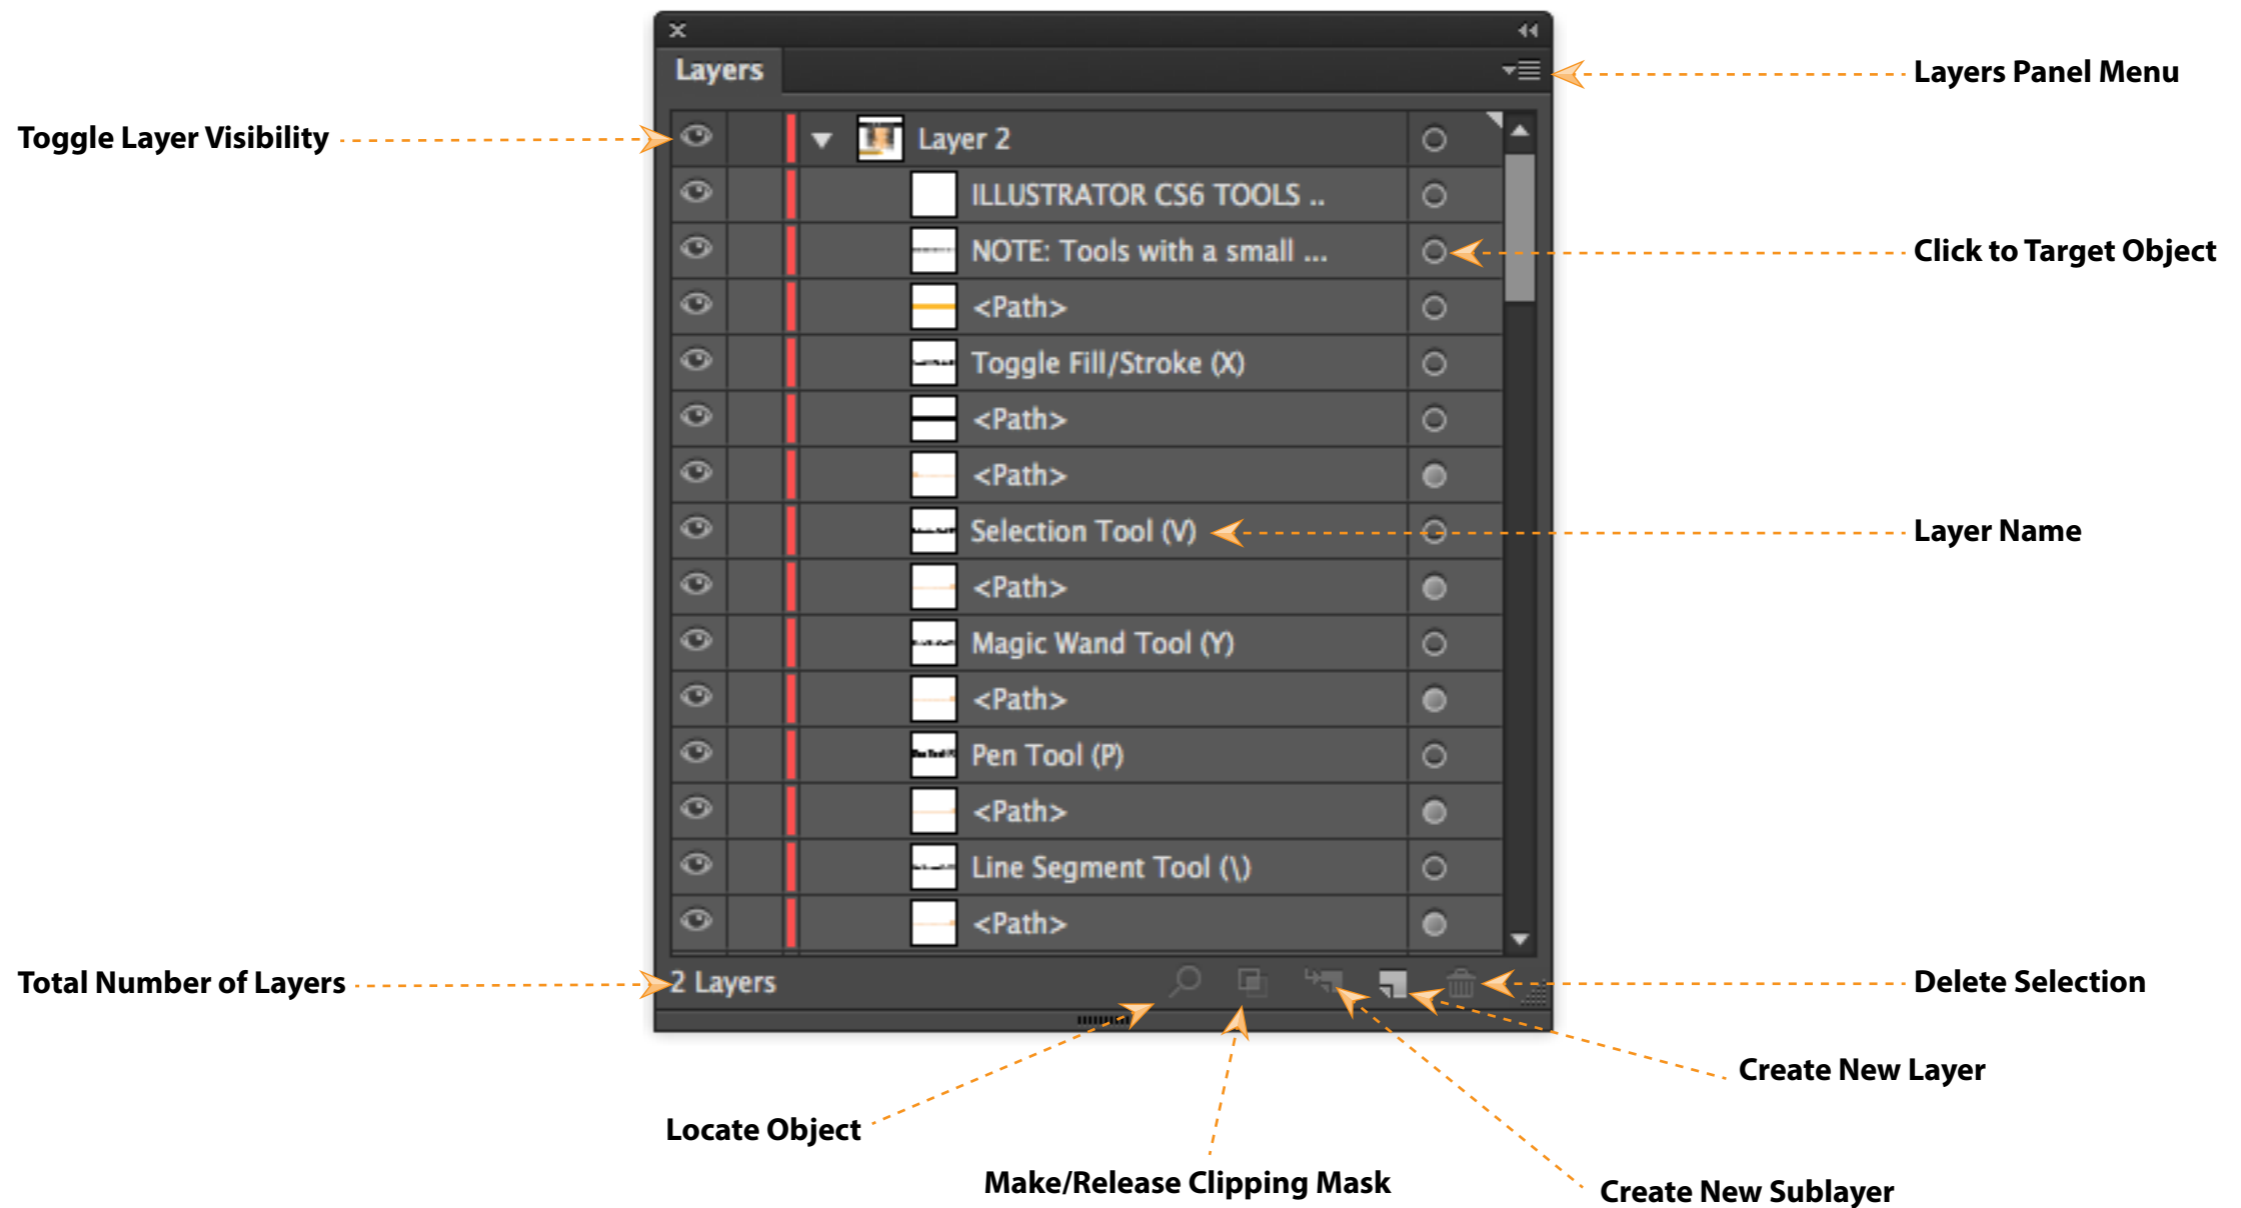 Layers
Layers Panel Menu
Toggle Layer Visibility
Layer 2
ILLUSTRATOR CS6 TOOLS ..
NOTE: Tools with a small ...
Click to Target Object
<Path>
Toggle Fill/Stroke (X)
<Path>
<Path>
Selection Tool (V)
Layer Name
<Path>
Magic Wand Tool (Y)
<Path>
Pen Tool (P)
<Path>
Line Segment Tool (\)
<Path>
Total Number of Layers
2 Layers
Delete Selection
Create New Layer
Locate Object
Make/Release Clipping Mask
Create New Sublayer